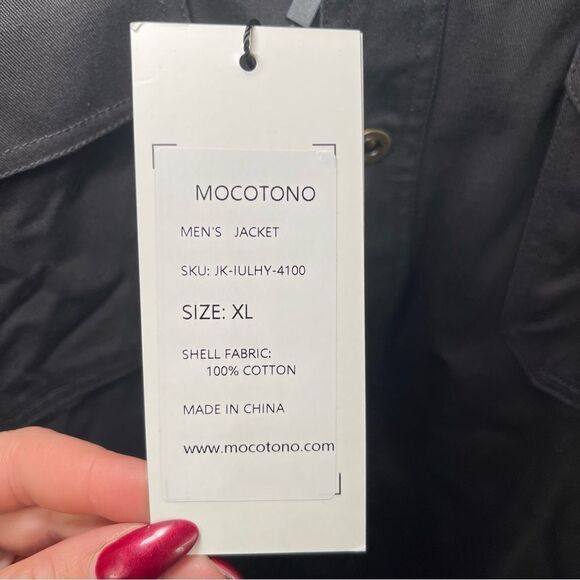 MOCOTONO
MEN'S JACKET
SKU: JK-IULHY-4100
SIZE: XL
SHELL FABRIC:
100% COTTON
MADE IN CHINA
www.mocotono.com